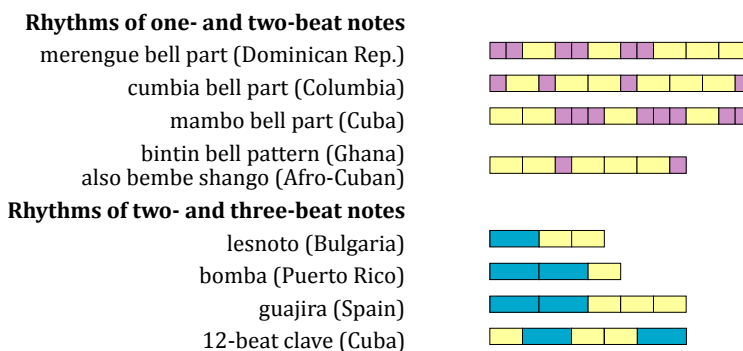 Rhythms of one- and two-beat notes
merengue bell part (Dominican Rep.)
cumbia bell part (Columbia)
mambo bell part (Cuba)
bintin bell pattern (Ghana)
also bembe shango (Afro-Cuban)
Rhythms of two- and three-beat notes
lesnoto (Bulgaria)
bomba (Puerto Rico)
guajira (Spain)
12-beat clave (Cuba)